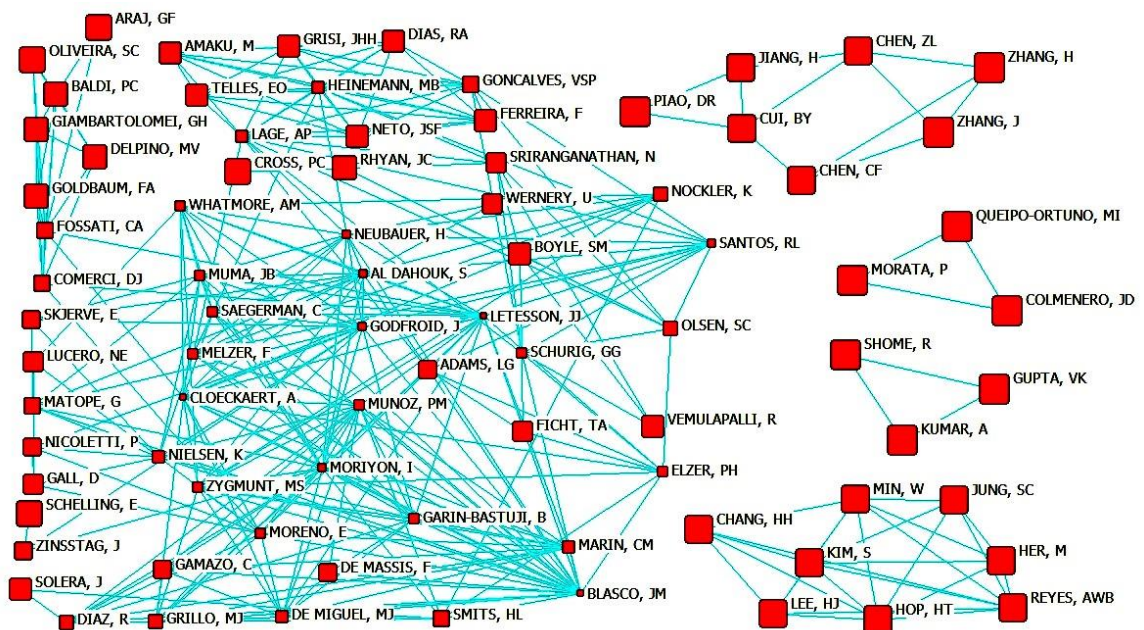 ARAJ, GF
OLIVEIRA, SC
BALDI, PC
GIAMBARTOLOMEI, GH
DELPINO, MV
GOLDBAUM, FA
FOSSATI, CA
COMERCI, DJ
SKJERVE, E
LUCERO, NE
MATOPE, G
NICOLETTI, P
GALL, D
SCHELLING, E
ZINSSTAG, J
SOLERA, J
DIAZ, R
AMAKU, M
GRISI, JHH
DIAS, RA
TELLES, EO
HEINEMANN, MB
GONCALVES, VSP
FERREIRA, F
LAGE, AP
NETO, JSF
CROSS, PC
RHYAN, JC
SRIRANGANATHAN, N
WHATMORE, AM
WERNERY, U
NOCKLER, K
NEUBAUER, H
BOYLE, SM
SANTOS, RL
MUMA, JB
AL DAHOUK, S
SAEGERMAN, C
GODFROID, J
LETESSON, JJ
OLSEN, SC
MELZER, F
ADAMS, LG
SCHURIG, GG
CLOECKAERT, A
MUNOZ, PM
FICHT, TA
VEMULAPALLI, R
NIELSEN, K
MORIYON, I
ELZER, PH
ZYGMUNT, MS
GARIN-BASTUJI, B
MORENO, E
MARIN, CM
GAMAZO, C
DE MASSIS, F
BLASCO, JM
GRILLO, MJ
DE MIGUEL, MJ
SMITS, HL
JIANG, H
CHEN, ZL
ZHANG, H
PIAO, DR
CUI, BY
ZHANG, J
CHEN, CF
QUEIPO-ORTUNO, MI
MORATA, P
COLMENERO, JD
SHOME, R
GUPTA, VK
KUMAR, A
MIN, W
JUNG, SC
CHANG, HH
KIM, S
HER, M
LEE, HJ
HOP, HT
REYES, AWB